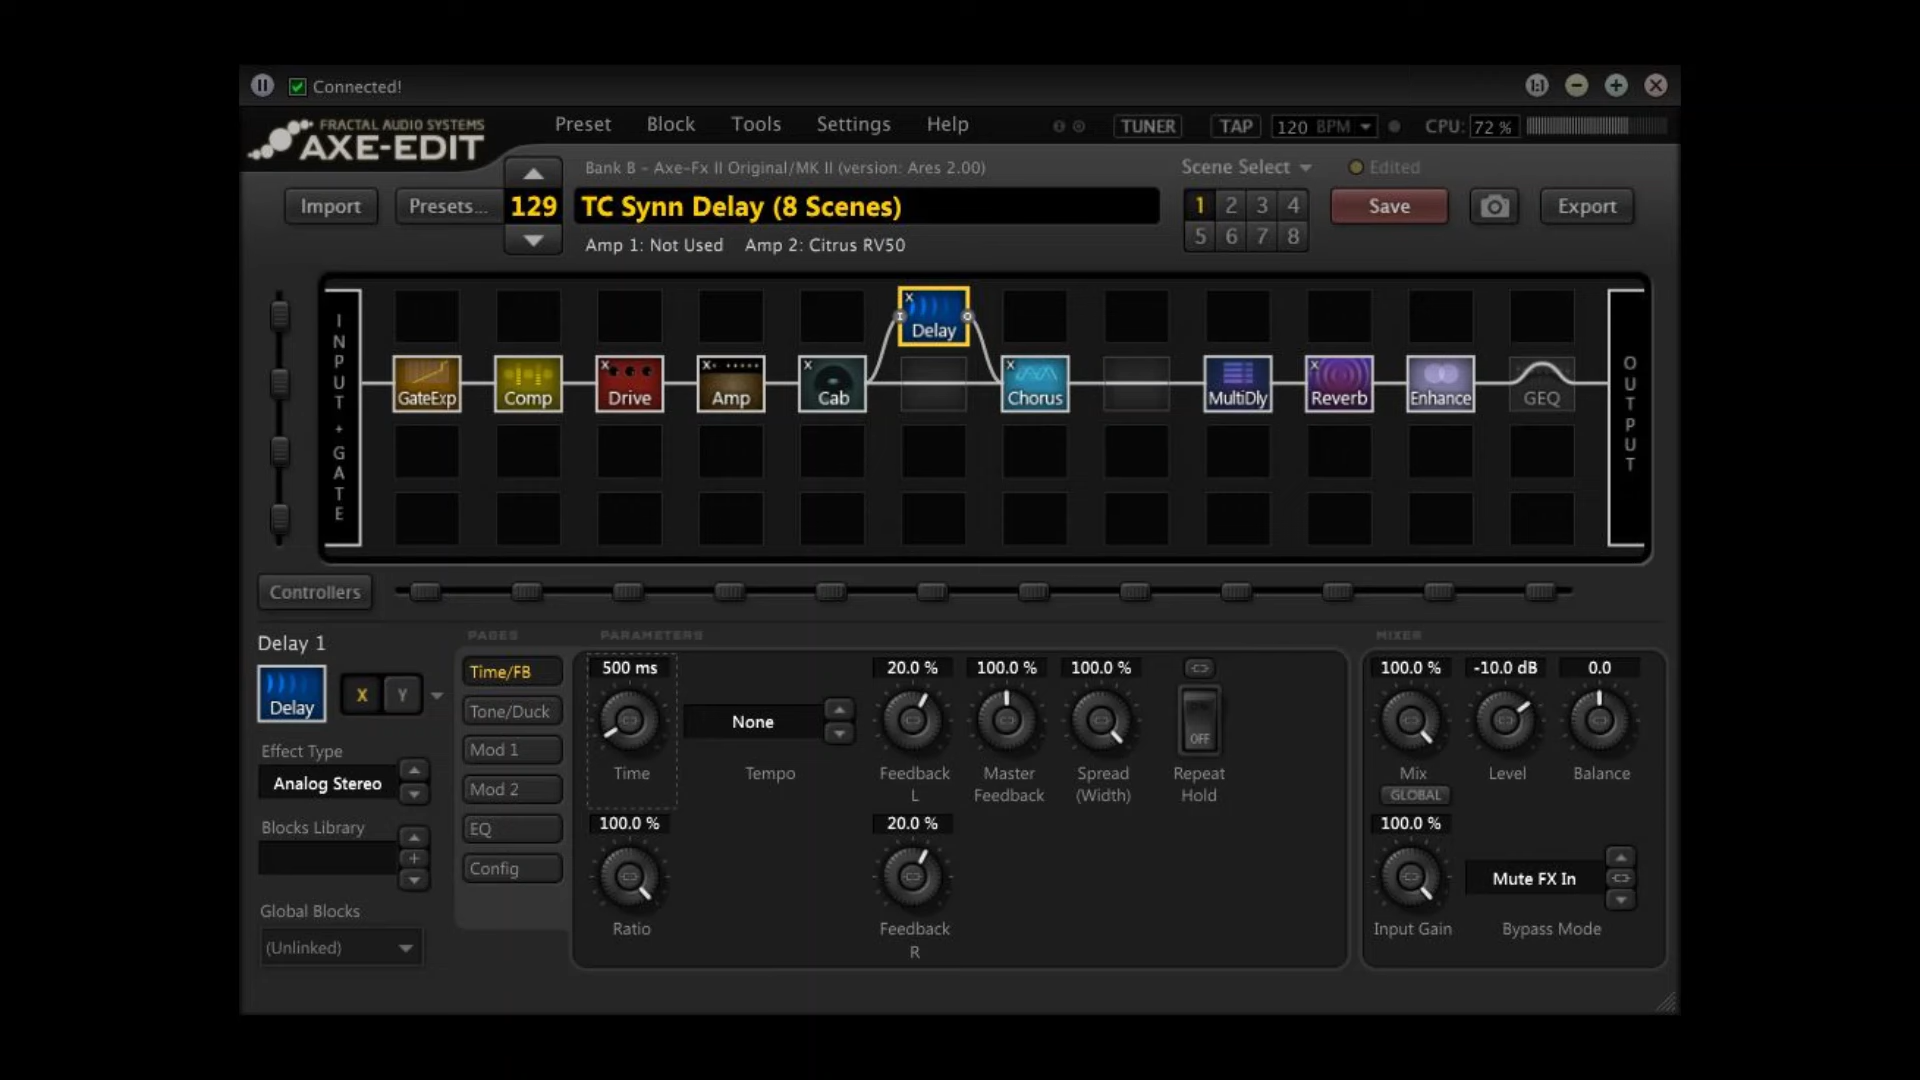 Connected!
1:1
FRACTAL AUDIO SYSTEMS
AXE-EDIT
Preset Block Tools Settings Help
TUNER TAP 120 BPM CPU: 72 %
Bank B - Axe-Fx II Original/MK II (version: Ares 2.00)
Scene Select Edited
Import Presets... 129 TC Synn Delay (8 Scenes)
1 2 3 4
5 6 7 8
Save Export
Amp 1: Not Used Amp 2: Citrus RV50
INPUT + GATE
X
I O
Delay
X X X X X
GateExp Comp Drive Amp Cab Chorus MultiDly Reverb Enhance GEQ
OUTPUT
Controllers
Delay 1
Delay
X Y
Effect Type
Analog Stereo
Blocks Library
+
Global Blocks
(Unlinked)
PAGES
Time/FB
Tone/Duck
Mod 1
Mod 2
EQ
Config
PARAMETERS
500 ms 20.0 % 100.0 % 100.0 %
None
OFF
Time Tempo Feedback L Master Feedback Spread (Width) Repeat Hold
100.0 % 20.0 %
Ratio Feedback R
MIXER
100.0 % -10.0 dB 0.0
Mix Level Balance
GLOBAL
100.0 %
Mute FX In
Input Gain Bypass Mode